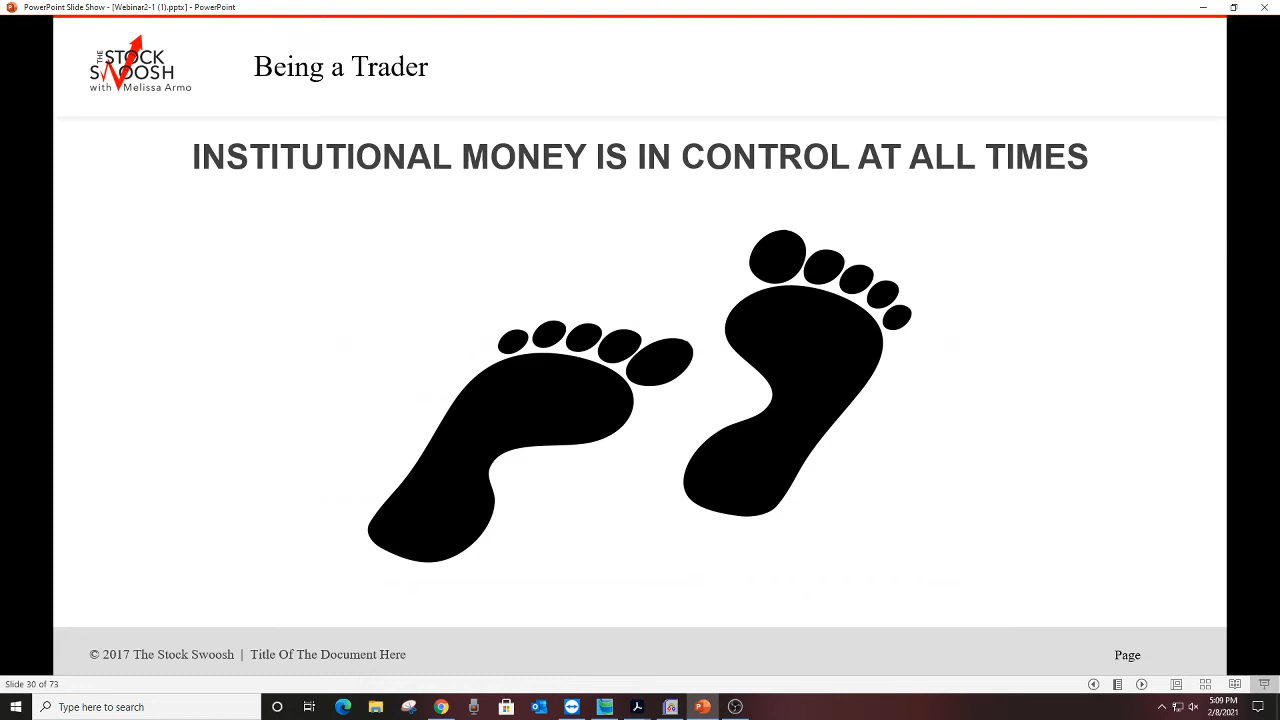 PowerPoint Slide Show - [Webinar2-1 (1).pptx] - PowerPoint
THE STOCK
SWOOSH
with Melissa Armo
Being a Trader
INSTITUTIONAL MONEY IS IN CONTROL AT ALL TIMES
© 2017 The Stock Swoosh | Title Of The Document Here
Page
Slide 30 of 73
Type here to search
5:09 PM
2/8/2021